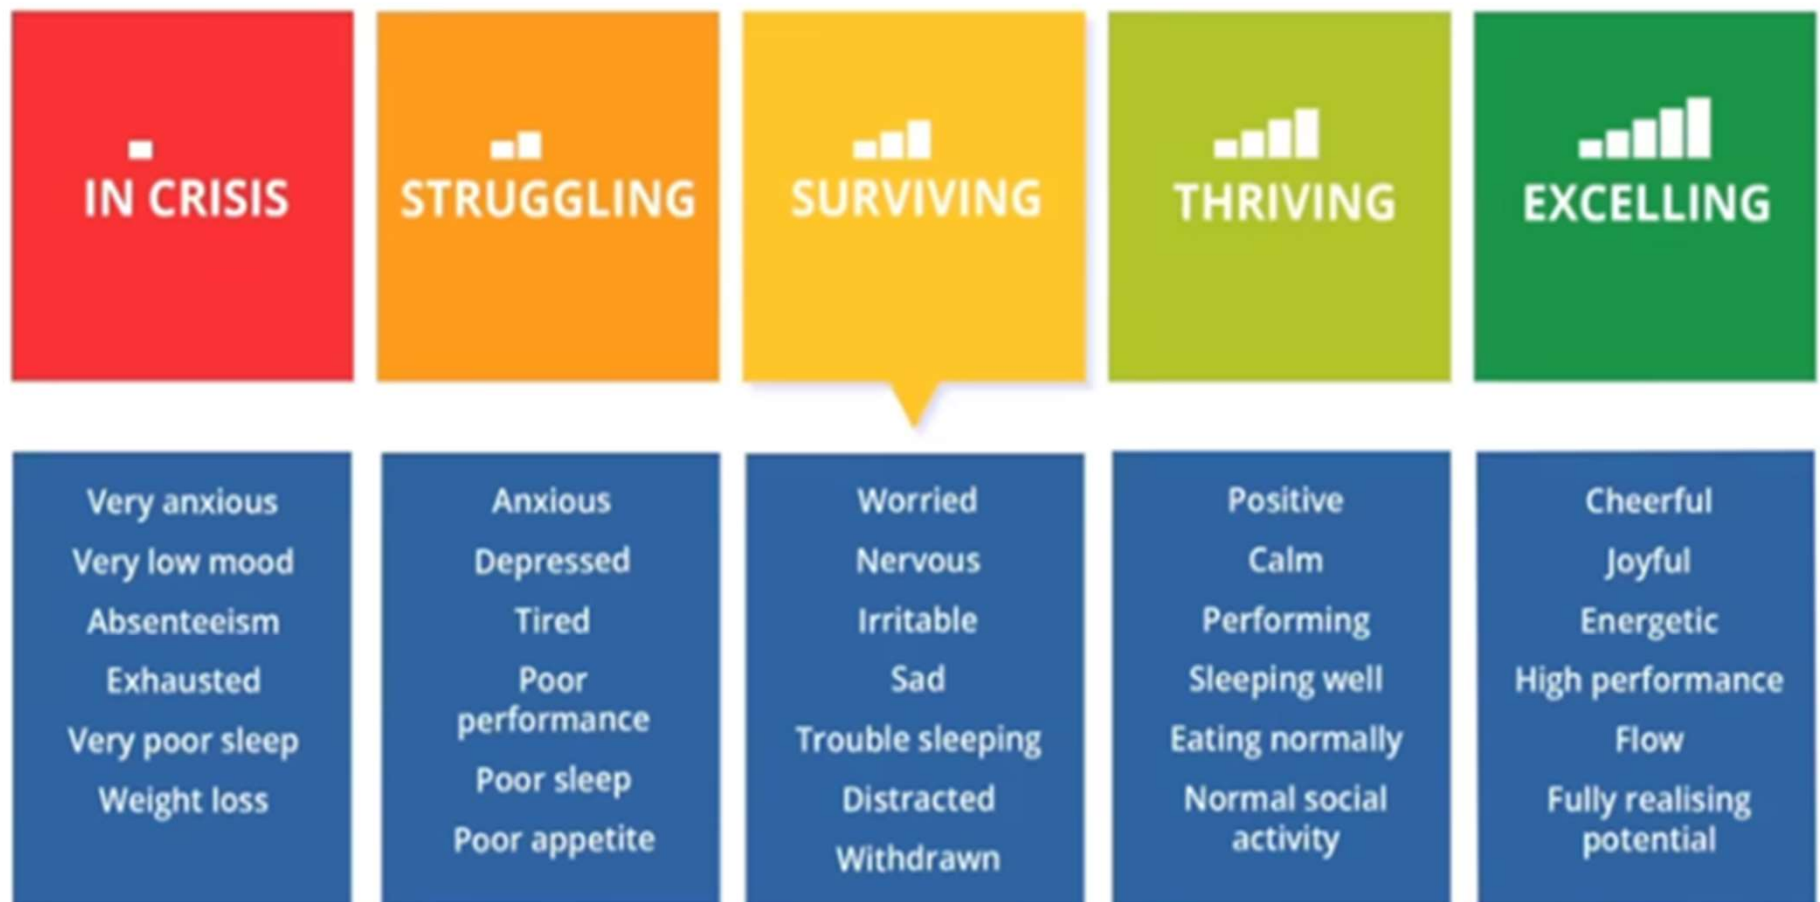 IN CRISIS
STRUGGLING
SURVIVING
THRIVING
EXCELLING
Very anxious
Very low mood
Absenteeism
Exhausted
Very poor sleep
Weight loss
Anxious
Depressed
Tired
Poor
performance
Poor sleep
Poor appetite
Worried
Nervous
Irritable
Sad
Trouble sleeping
Distracted
Withdrawn
Positive
Calm
Performing
Sleeping well
Eating normally
Normal social
activity
Cheerful
Joyful
Energetic
High performance
Flow
Fully realising
potential